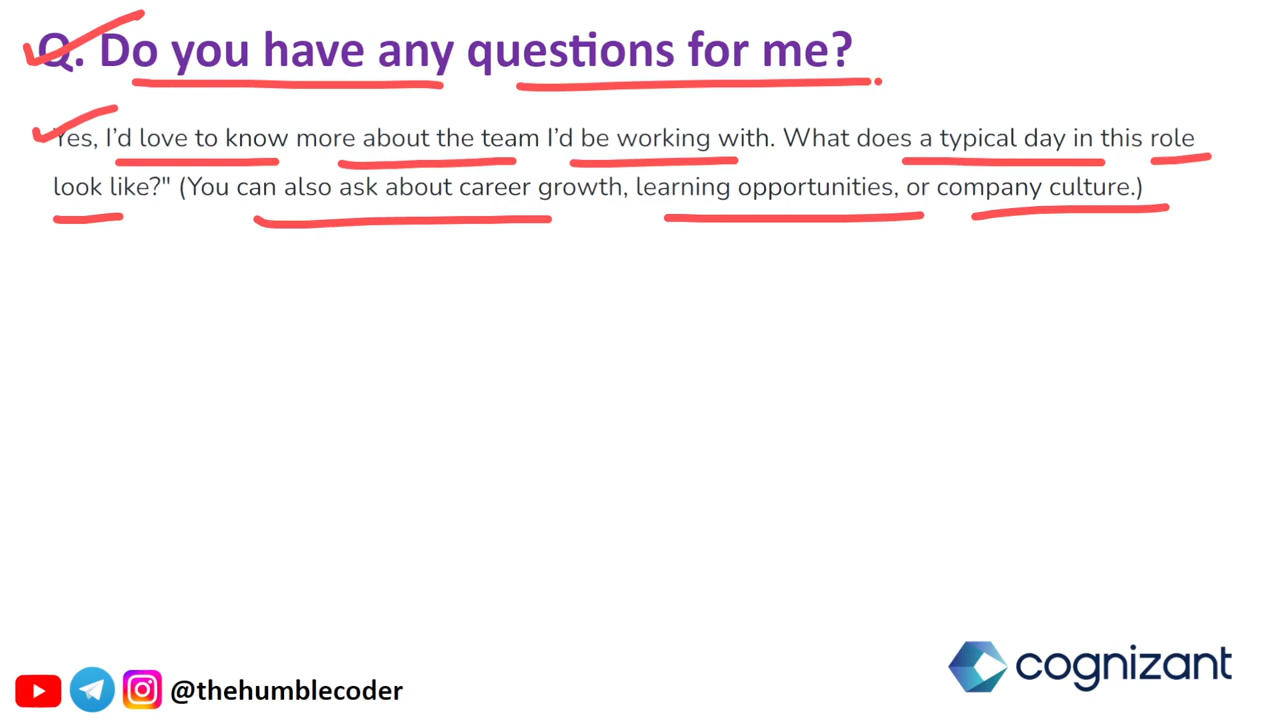 Q. Do you have any questions for me?
Yes, I’d love to know more about the team I’d be working with. What does a typical day in this role
look like?" (You can also ask about career growth, learning opportunities, or company culture.)
@thehumblecoder
cognizant